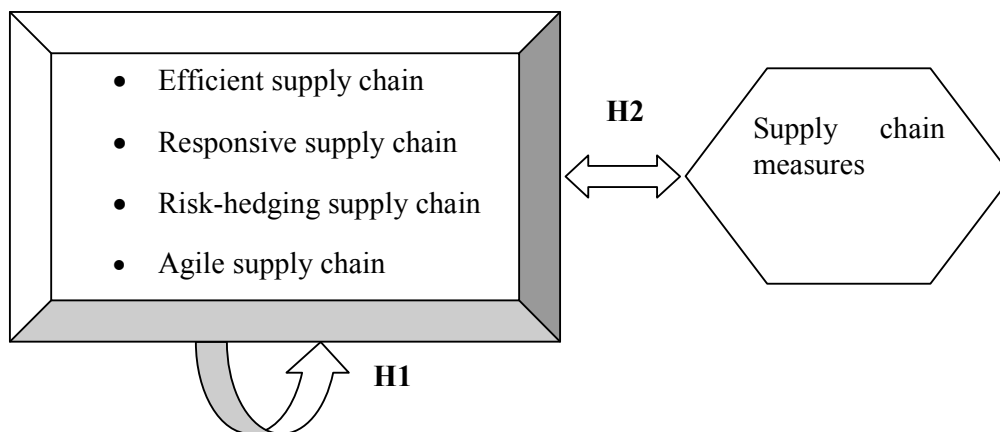 • Efficient supply chain
• Responsive supply chain
• Risk-hedging supply chain
• Agile supply chain
H2
Supply chain
measures
H1